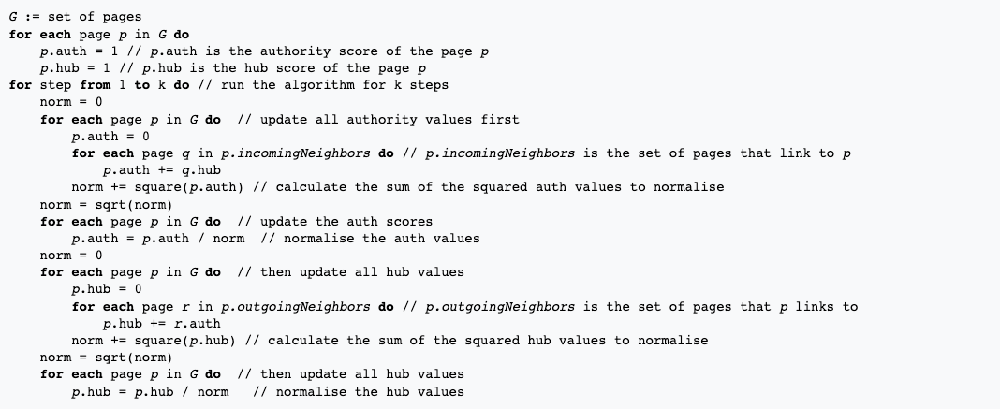 G := set of pages
for each page p in G do
    p.auth = 1 // p.auth is the authority score of the page p
    p.hub = 1 // p.hub is the hub score of the page p
for step from 1 to k do // run the algorithm for k steps
    norm = 0
    for each page p in G do  // update all authority values first
        p.auth = 0
        for each page q in p.incomingNeighbors do // p.incomingNeighbors is the set of pages that link to p
            p.auth += q.hub
        norm += square(p.auth) // calculate the sum of the squared auth values to normalise
    norm = sqrt(norm)
    for each page p in G do  // update the auth scores
        p.auth = p.auth / norm  // normalise the auth values
    norm = 0
    for each page p in G do  // then update all hub values
        p.hub = 0
        for each page r in p.outgoingNeighbors do // p.outgoingNeighbors is the set of pages that p links to
            p.hub += r.auth
        norm += square(p.hub) // calculate the sum of the squared hub values to normalise
    norm = sqrt(norm)
    for each page p in G do  // then update all hub values
        p.hub = p.hub / norm   // normalise the hub values